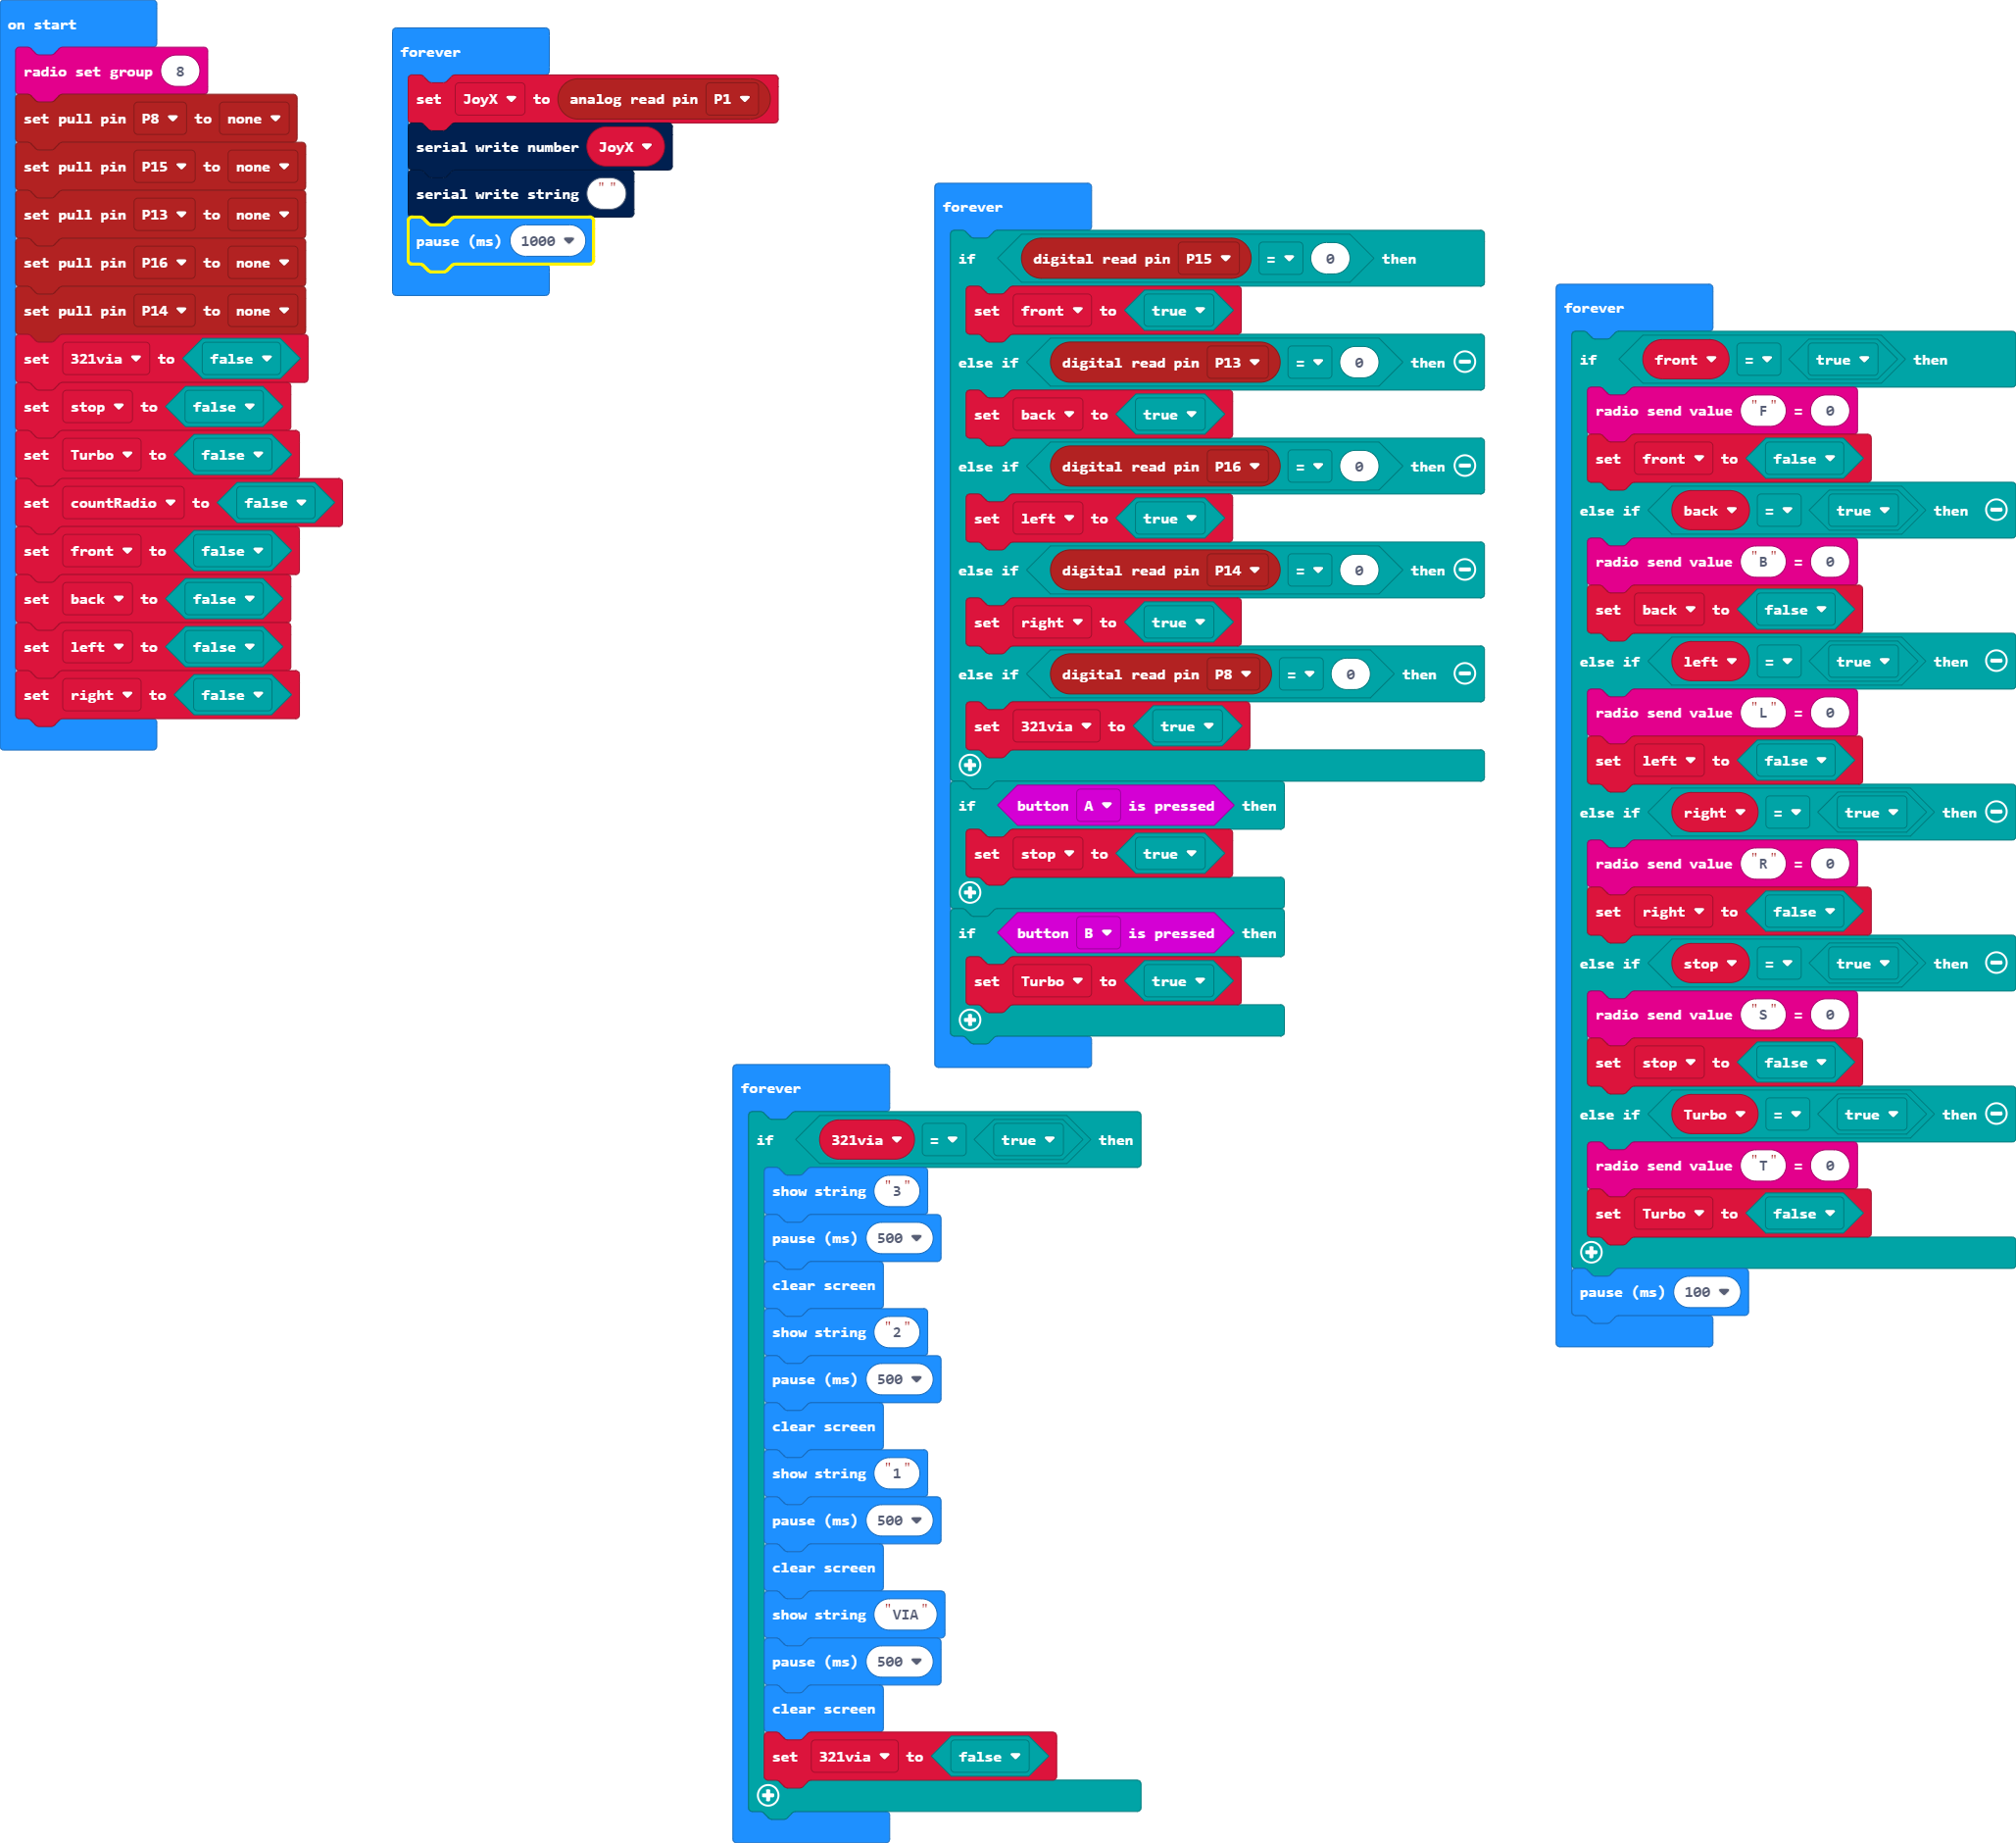 on start
radio set group 8
set pull pin P8 to none
set pull pin P15 to none
set pull pin P13 to none
set pull pin P16 to none
set pull pin P14 to none
set 321via to false
set stop to false
set Turbo to false
set countRadio to false
set front to false
set back to false
set left to false
set right to false
forever
set JoyX to analog read pin P1
serial write number JoyX
serial write string " "
pause (ms) 1000
forever
if digital read pin P15 = 0 then
set front to true
else if digital read pin P13 = 0 then
set back to true
else if digital read pin P16 = 0 then
set left to true
else if digital read pin P14 = 0 then
set right to true
else if digital read pin P8 = 0 then
set 321via to true
if button A is pressed then
set stop to true
if button B is pressed then
set Turbo to true
forever
if front = true then
radio send value "F" = 0
set front to false
else if back = true then
radio send value "B" = 0
set back to false
else if left = true then
radio send value "L" = 0
set left to false
else if right = true then
radio send value "R" = 0
set right to false
else if stop = true then
radio send value "S" = 0
set stop to false
else if Turbo = true then
radio send value "T" = 0
set Turbo to false
pause (ms) 100
forever
if 321via = true then
show string "3"
pause (ms) 500
clear screen
show string "2"
pause (ms) 500
clear screen
show string "1"
pause (ms) 500
clear screen
show string "VIA"
pause (ms) 500
clear screen
set 321via to false